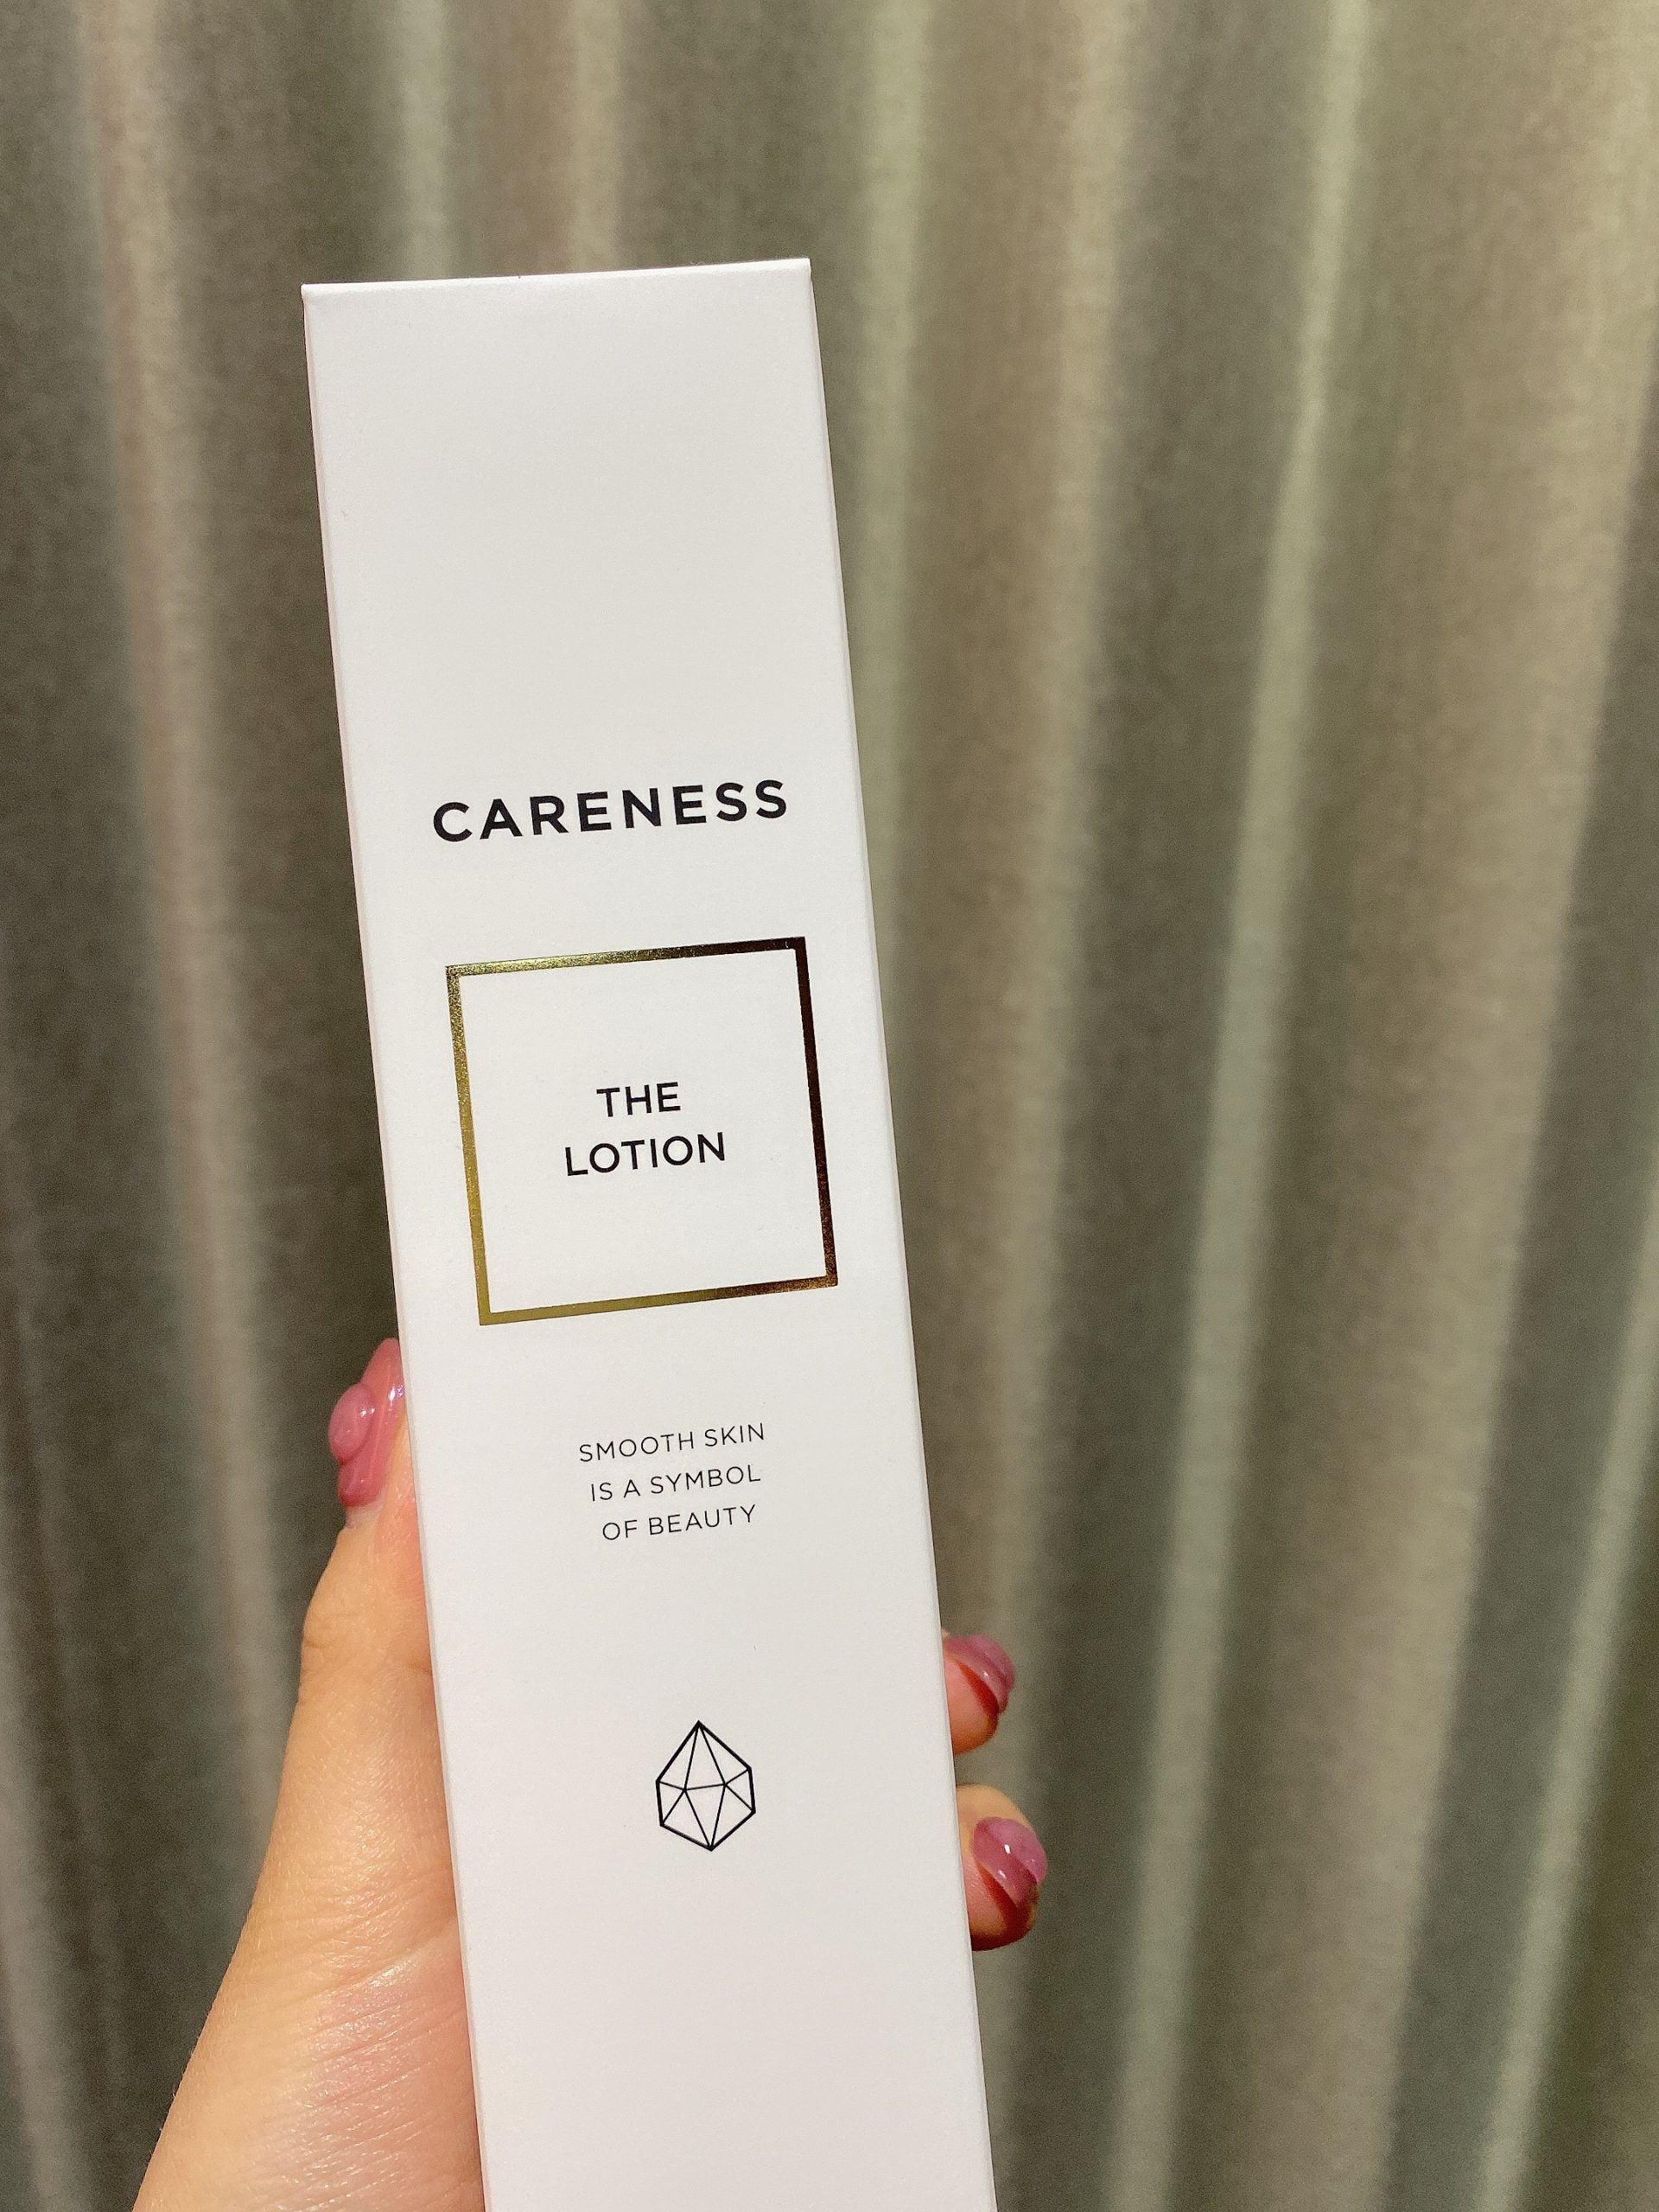 CARENESS
THE
LOTION
SMOOTH SKIN
IS A SYMBOL
OF BEAUTY